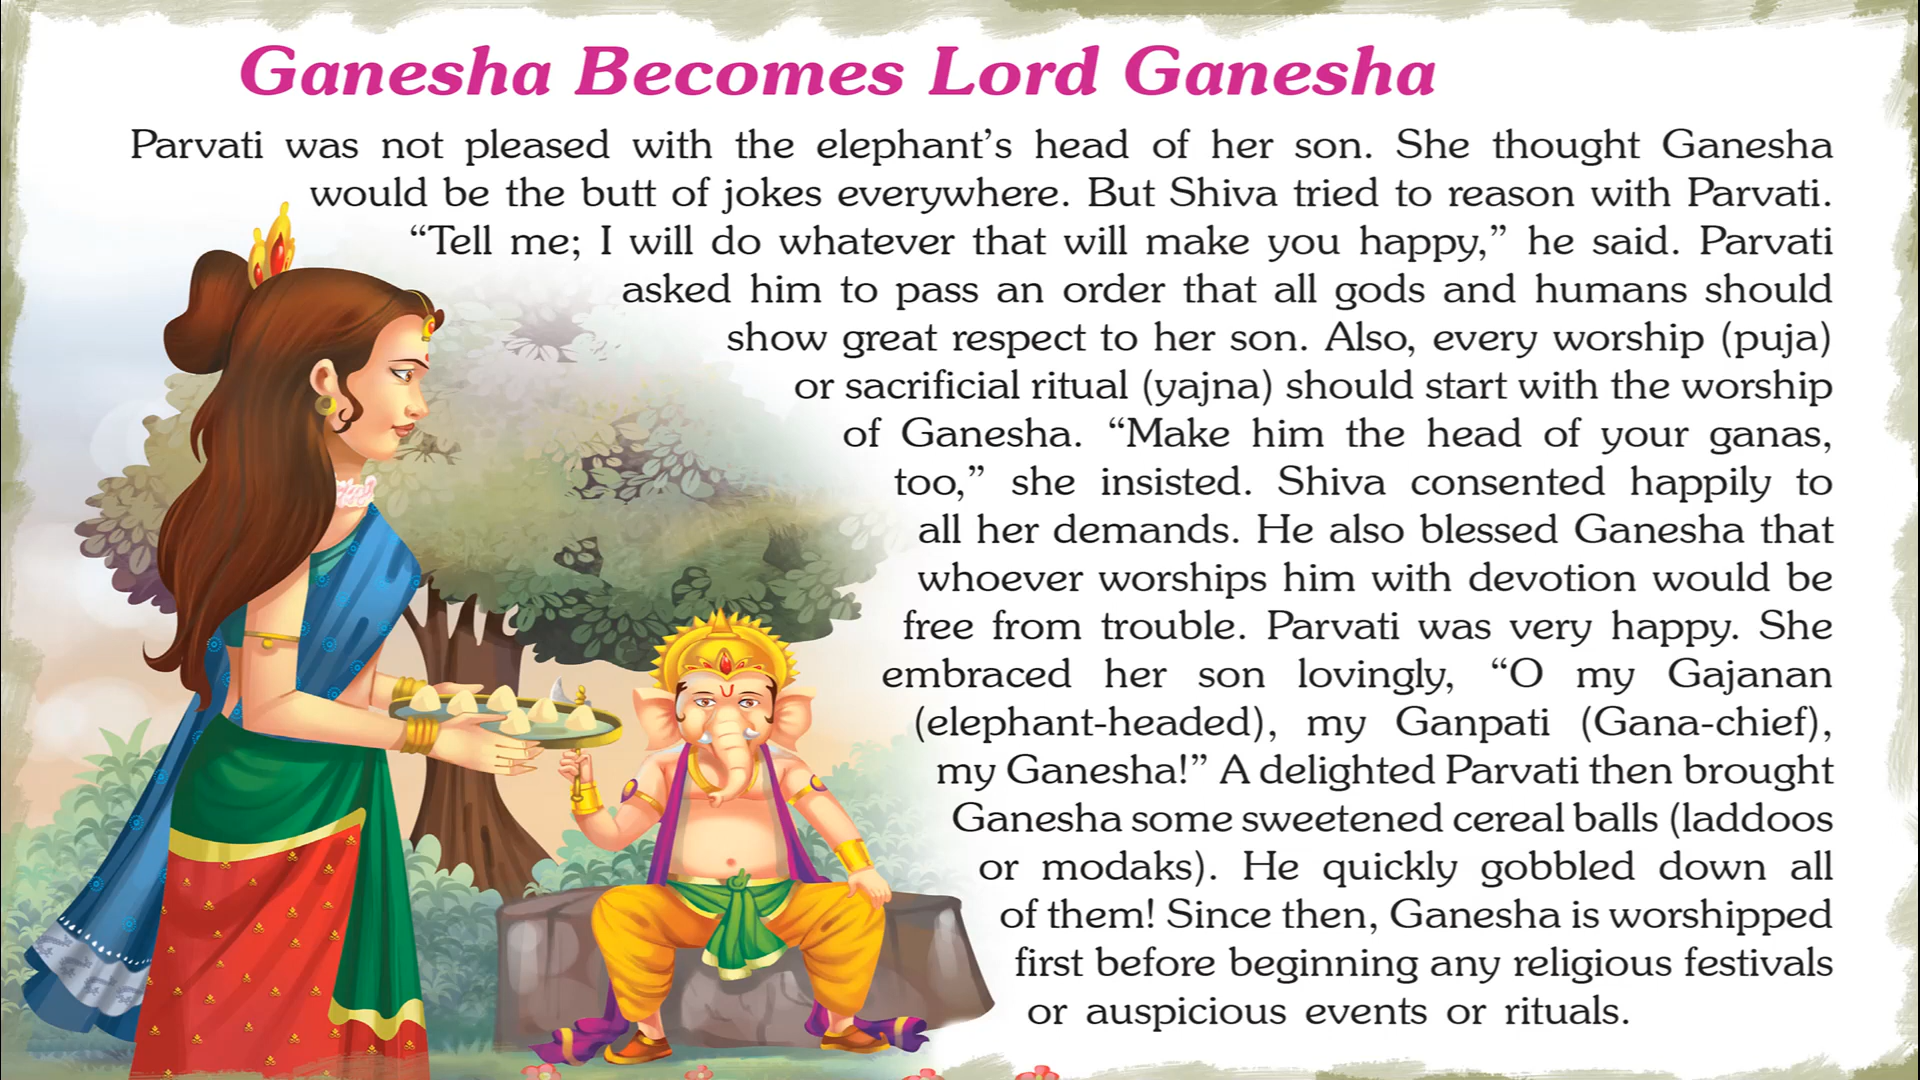 Ganesha Becomes Lord Ganesha
Parvati was not pleased with the elephant’s head of her son. She thought Ganesha
would be the butt of jokes everywhere. But Shiva tried to reason with Parvati.
“Tell me; I will do whatever that will make you happy,” he said. Parvati
asked him to pass an order that all gods and humans should
show great respect to her son. Also, every worship (puja)
or sacrificial ritual (yajna) should start with the worship
of Ganesha. “Make him the head of your ganas,
too,” she insisted. Shiva consented happily to
all her demands. He also blessed Ganesha that
whoever worships him with devotion would be
free from trouble. Parvati was very happy. She
embraced her son lovingly, “O my Gajanan
(elephant-headed), my Ganpati (Gana-chief),
my Ganesha!” A delighted Parvati then brought
Ganesha some sweetened cereal balls (laddoos
or modaks). He quickly gobbled down all
of them! Since then, Ganesha is worshipped
first before beginning any religious festivals
or auspicious events or rituals.